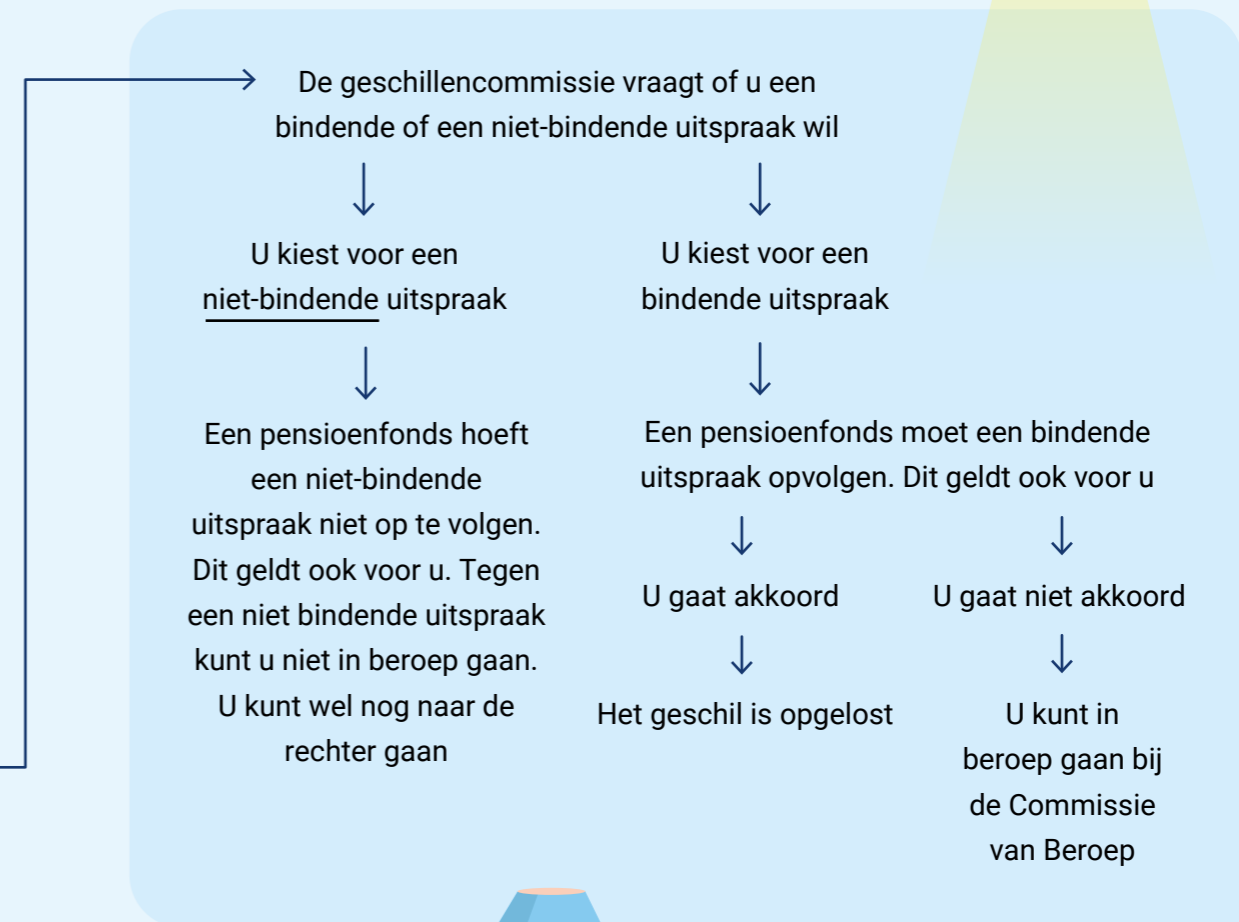 De geschillencommissie vraagt of u een
bindende of een niet-bindende uitspraak wil
U kiest voor een
niet-bindende uitspraak
Een pensioenfonds hoeft
een niet-bindende
uitspraak niet op te volgen.
Dit geldt ook voor u. Tegen
een niet bindende uitspraak
kunt u niet in beroep gaan.
U kunt wel nog naar de
rechter gaan
U kiest voor een
bindende uitspraak
Een pensioenfonds moet een bindende
uitspraak opvolgen. Dit geldt ook voor u
U gaat akkoord
Het geschil is opgelost
U gaat niet akkoord
U kunt in
beroep gaan bij
de Commissie
van Beroep